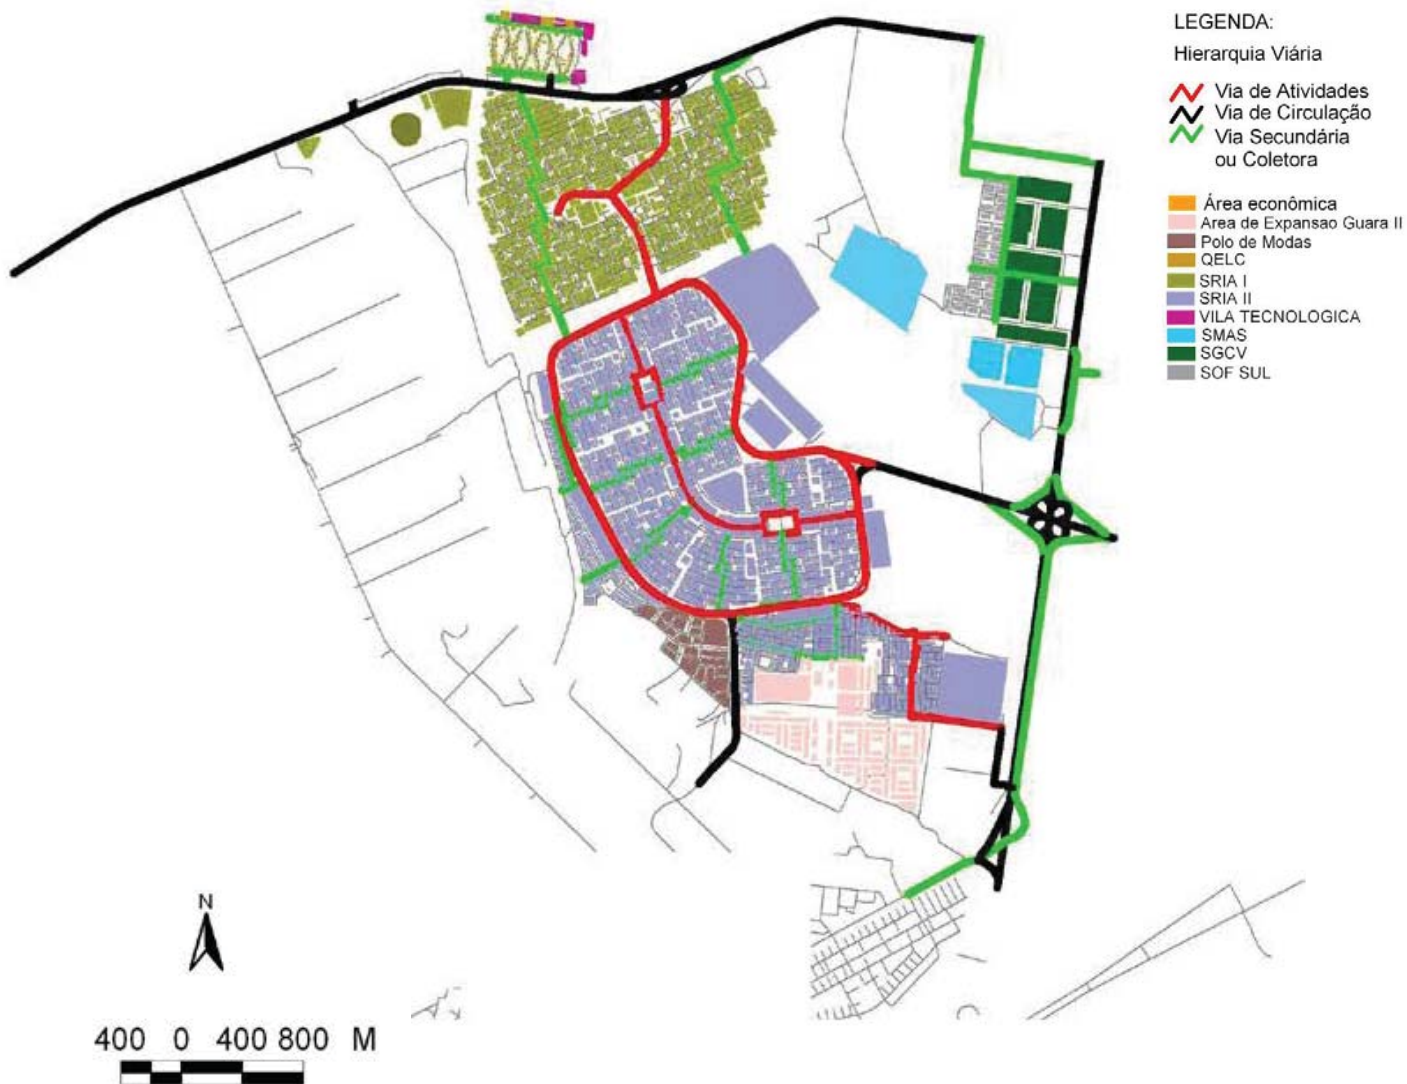 LEGENDA:
Hierarquia Viária
Via de Atividades
Via de Circulação
Via Secundária
ou Coletora
Área econômica
Area de Expansao Guara II
Polo de Modas
QELC
SRIA I
SRIA II
VILA TECNOLOGICA
SMAS
SGCV
SOF SUL
N
400 0 400 800 M